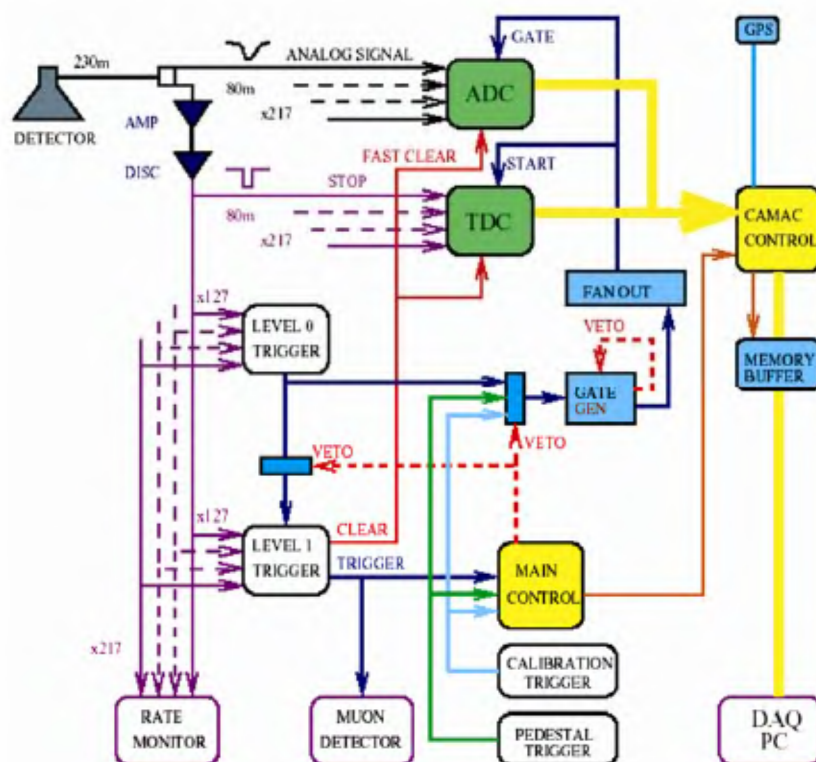 GPS
230m
ANALOG SIGNAL
GATE
80m
ADC
x217
DETECTOR
AMP
FAST CLEAR
START
DISC
STOP
80m
TDC
x217
CAMAC
CONTROL
FAN OUT
x127
LEVEL 0
TRIGGER
VETO
MEMORY
BUFFER
GATE
GEN
VETO
x127
CLEAR
LEVEL 1
TRIGGER
TRIGGER
MAIN
CONTROL
x217
CALIBRATION
TRIGGER
RATE
MONITOR
MUON
DETECTOR
PEDESTAL
TRIGGER
DAQ
PC